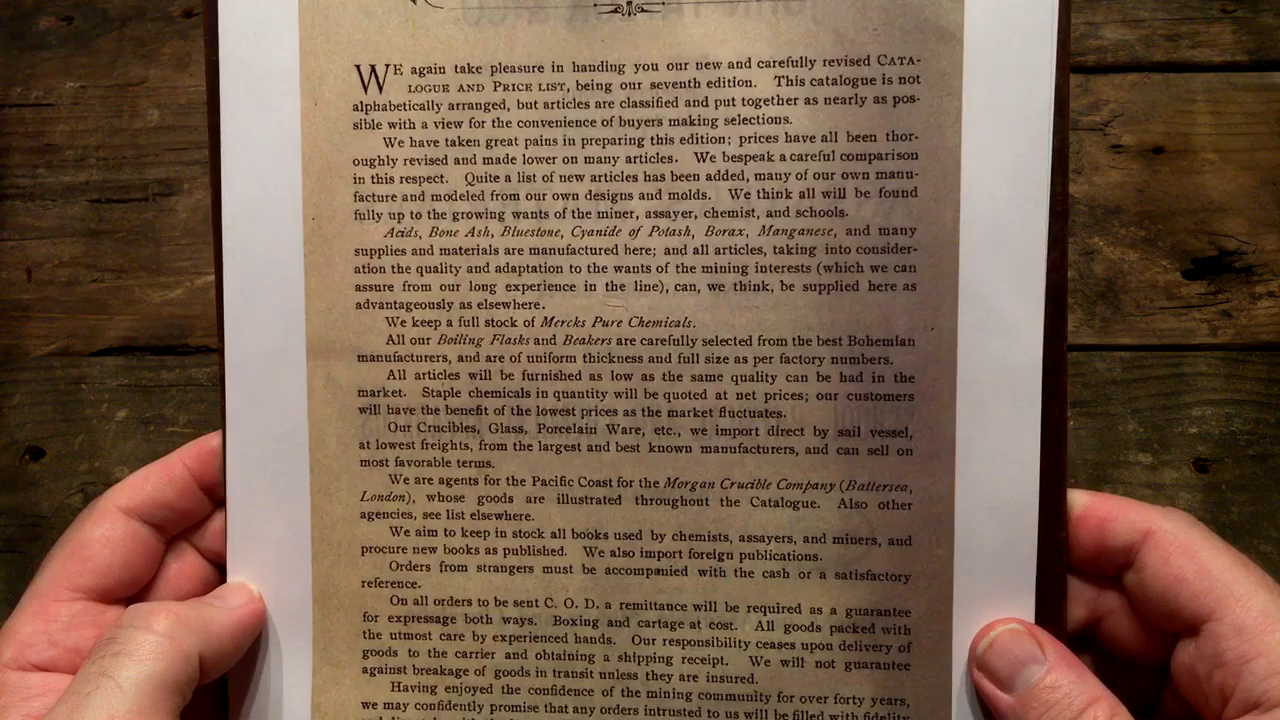 WE again take pleasure in handing you our new and carefully revised CATA-
LOGUE AND PRICE LIST, being our seventh edition. This catalogue is not
alphabetically arranged, but articles are classified and put together as nearly as pos-
sible with a view for the convenience of buyers making selections.
We have taken great pains in preparing this edition; prices have all been thor-
oughly revised and made lower on many articles. We bespeak a careful comparison
in this respect. Quite a list of new articles has been added, many of our own manu-
facture and modeled from our own designs and molds. We think all will be found
fully up to the growing wants of the miner, assayer, chemist, and schools.
Acids, Bone Ash, Bluestone, Cyanide of Potash, Borax, Manganese, and many
supplies and materials are manufactured here; and all articles, taking into consider-
ation the quality and adaptation to the wants of the mining interests (which we can
assure from our long experience in the line), can, we think, be supplied here as
advantageously as elsewhere.
We keep a full stock of Mercks Pure Chemicals.
All our Boiling Flasks and Beakers are carefully selected from the best Bohemian
manufacturers, and are of uniform thickness and full size as per factory numbers.
All articles will be furnished as low as the same quality can be had in the
market. Staple chemicals in quantity will be quoted at net prices; our customers
will have the benefit of the lowest prices as the market fluctuates.
Our Crucibles, Glass, Porcelain Ware, etc., we import direct by sail vessel,
at lowest freights, from the largest and best known manufacturers, and can sell on
most favorable terms.
We are agents for the Pacific Coast for the Morgan Crucible Company (Battersea,
London), whose goods are illustrated throughout the Catalogue. Also other
agencies, see list elsewhere.
We aim to keep in stock all books used by chemists, assayers, and miners, and
procure new books as published. We also import foreign publications.
Orders from strangers must be accompanied with the cash or a satisfactory
reference.
On all orders to be sent C. O. D. a remittance will be required as a guarantee
for expressage both ways. Boxing and cartage at cost. All goods packed with
the utmost care by experienced hands. Our responsibility ceases upon delivery of
goods to the carrier and obtaining a shipping receipt. We will not guarantee
against breakage of goods in transit unless they are insured.
Having enjoyed the confidence of the mining community for over forty years,
we may confidently promise that any orders intrusted to us will be filled with fidelity